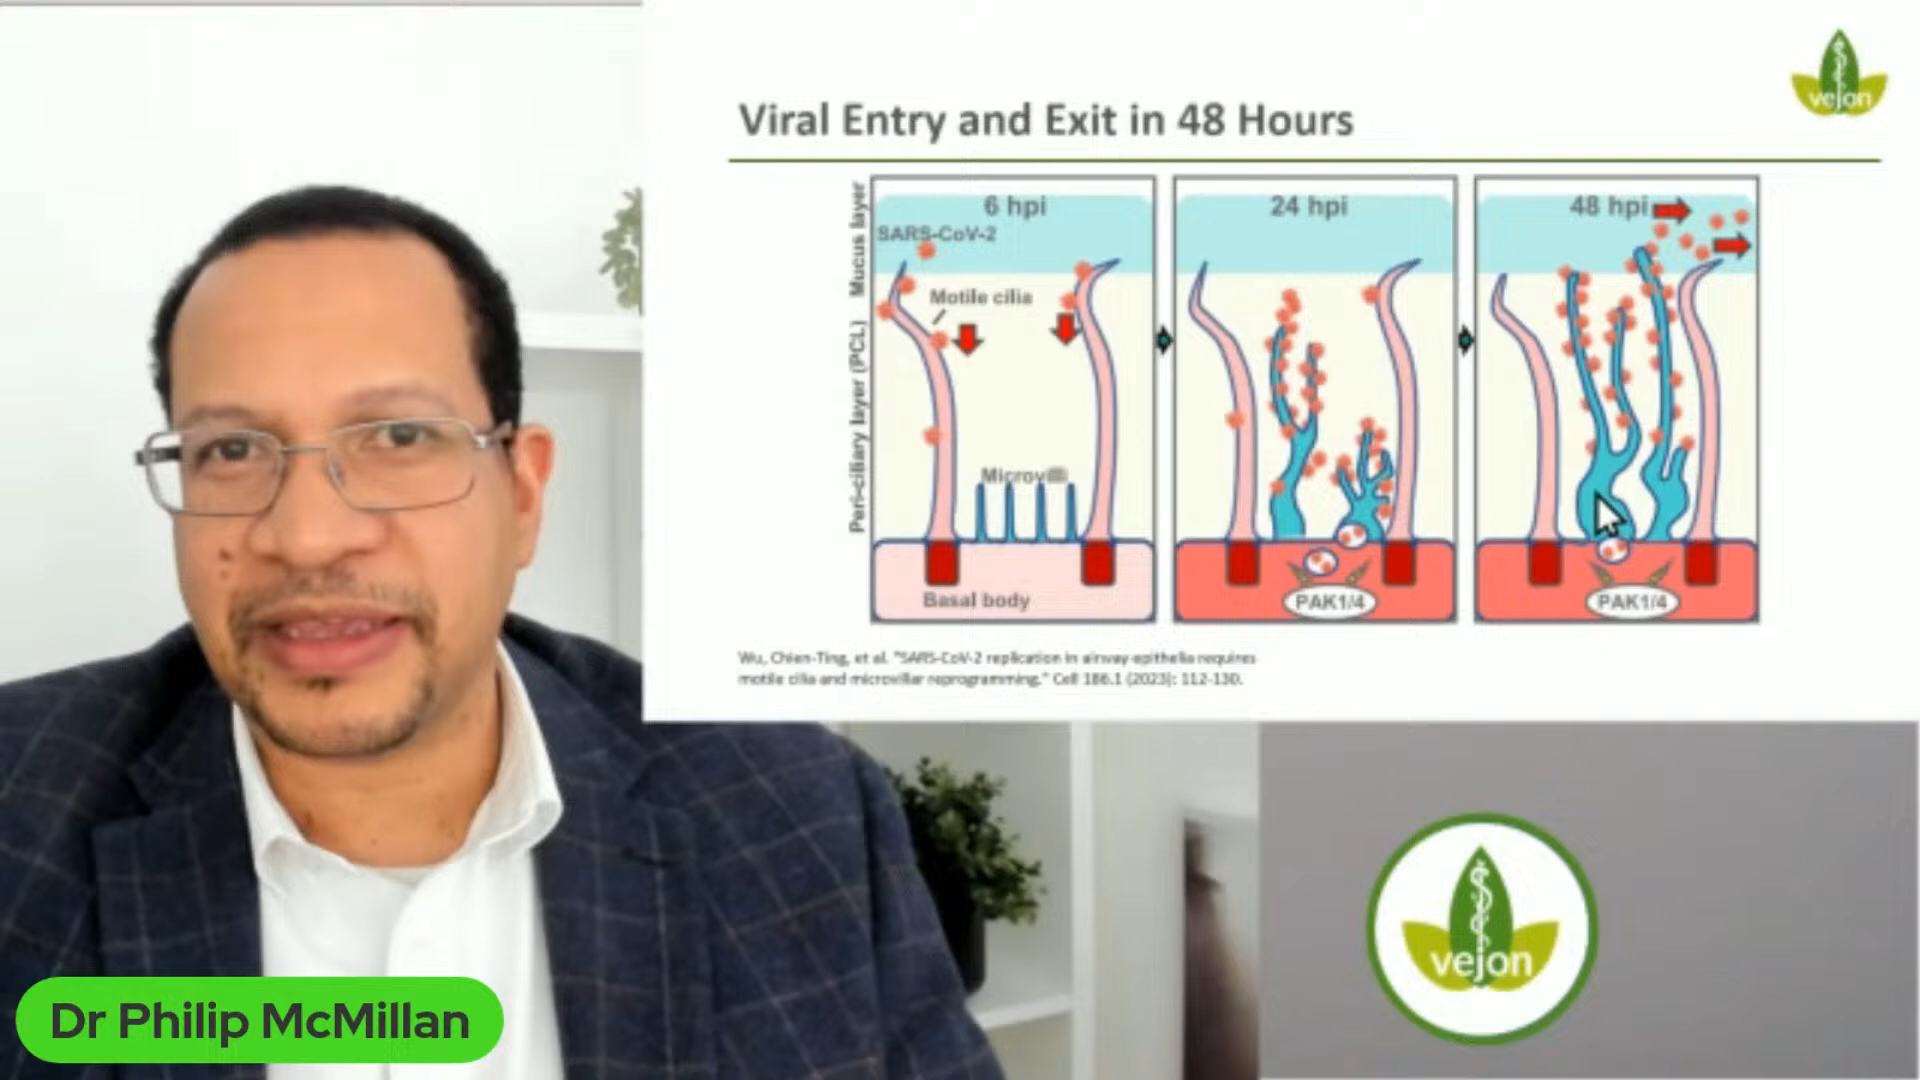 vejon
Viral Entry and Exit in 48 Hours
6 hpi
24 hpi
48 hpi
Mucus layer
SARS-CoV-2
Motile cilia
Peri-ciliary layer (PCL)
Microvilli
PAK1/4
PAK1/4
Basal body
Wu, Chien-Ting, et al. "SARS-CoV-2 replication in airway epithelia requires
motile cilia and microvillar reprogramming." Cell 186.1 (2023): 112-130.
vejon
Dr Philip McMillan